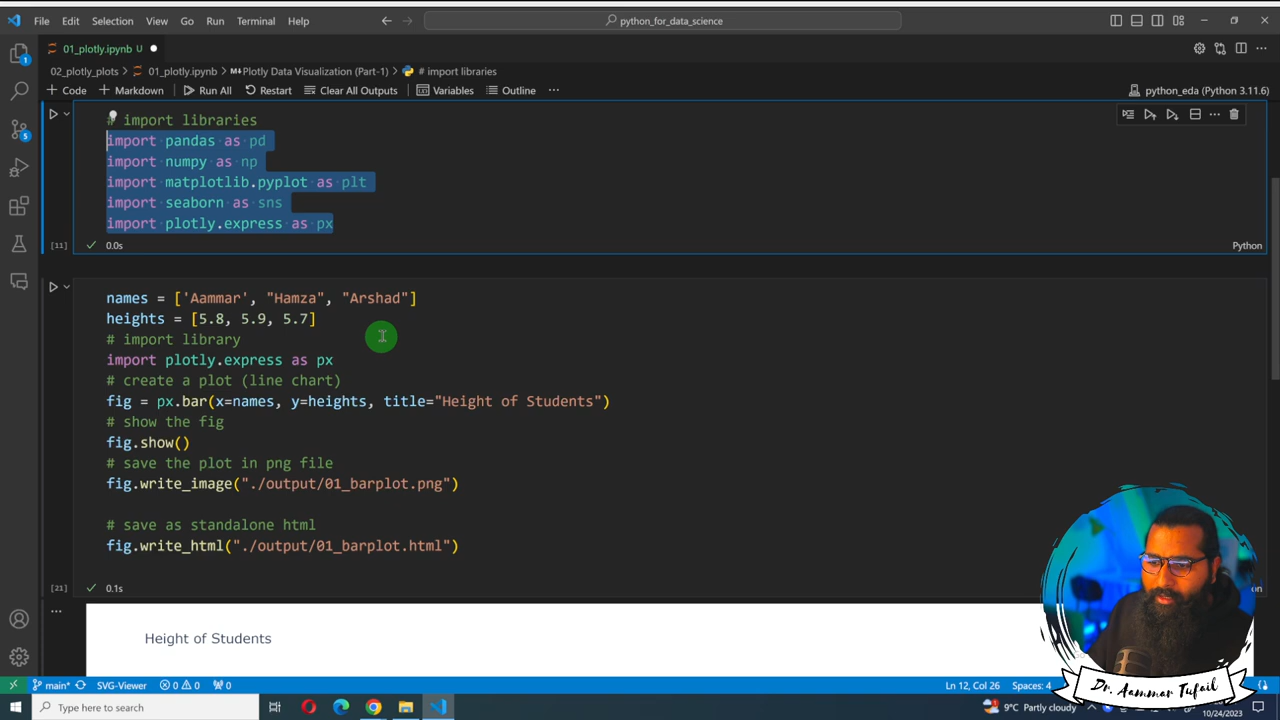 File Edit Selection View Go Run Terminal Help
python_for_data_science
01_plotly.ipynb U
02_plotly_plots > 01_plotly.ipynb > M↓Plotly Data Visualization (Part-1) > # import libraries
+ Code + Markdown Run All Restart Clear All Outputs Variables Outline ...
python_eda (Python 3.11.6)
# import libraries
import pandas as pd
import numpy as np
import matplotlib.pyplot as plt
import seaborn as sns
import plotly.express as px
[11] 0.0s Python
names = ['Aammar', "Hamza", "Arshad"]
heights = [5.8, 5.9, 5.7]
# import library
import plotly.express as px
# create a plot (line chart)
fig = px.bar(x=names, y=heights, title="Height of Students")
# show the fig
fig.show()
# save the plot in png file
fig.write_image("./output/01_barplot.png")
# save as standalone html
fig.write_html("./output/01_barplot.html")
[21] 0.1s
Height of Students
main* SVG-Viewer 0 0 0 Ln 12, Col 26 Spaces: 4
Dr. Aammar Tufail
Type here to search
9°C Partly cloudy
10/24/2023